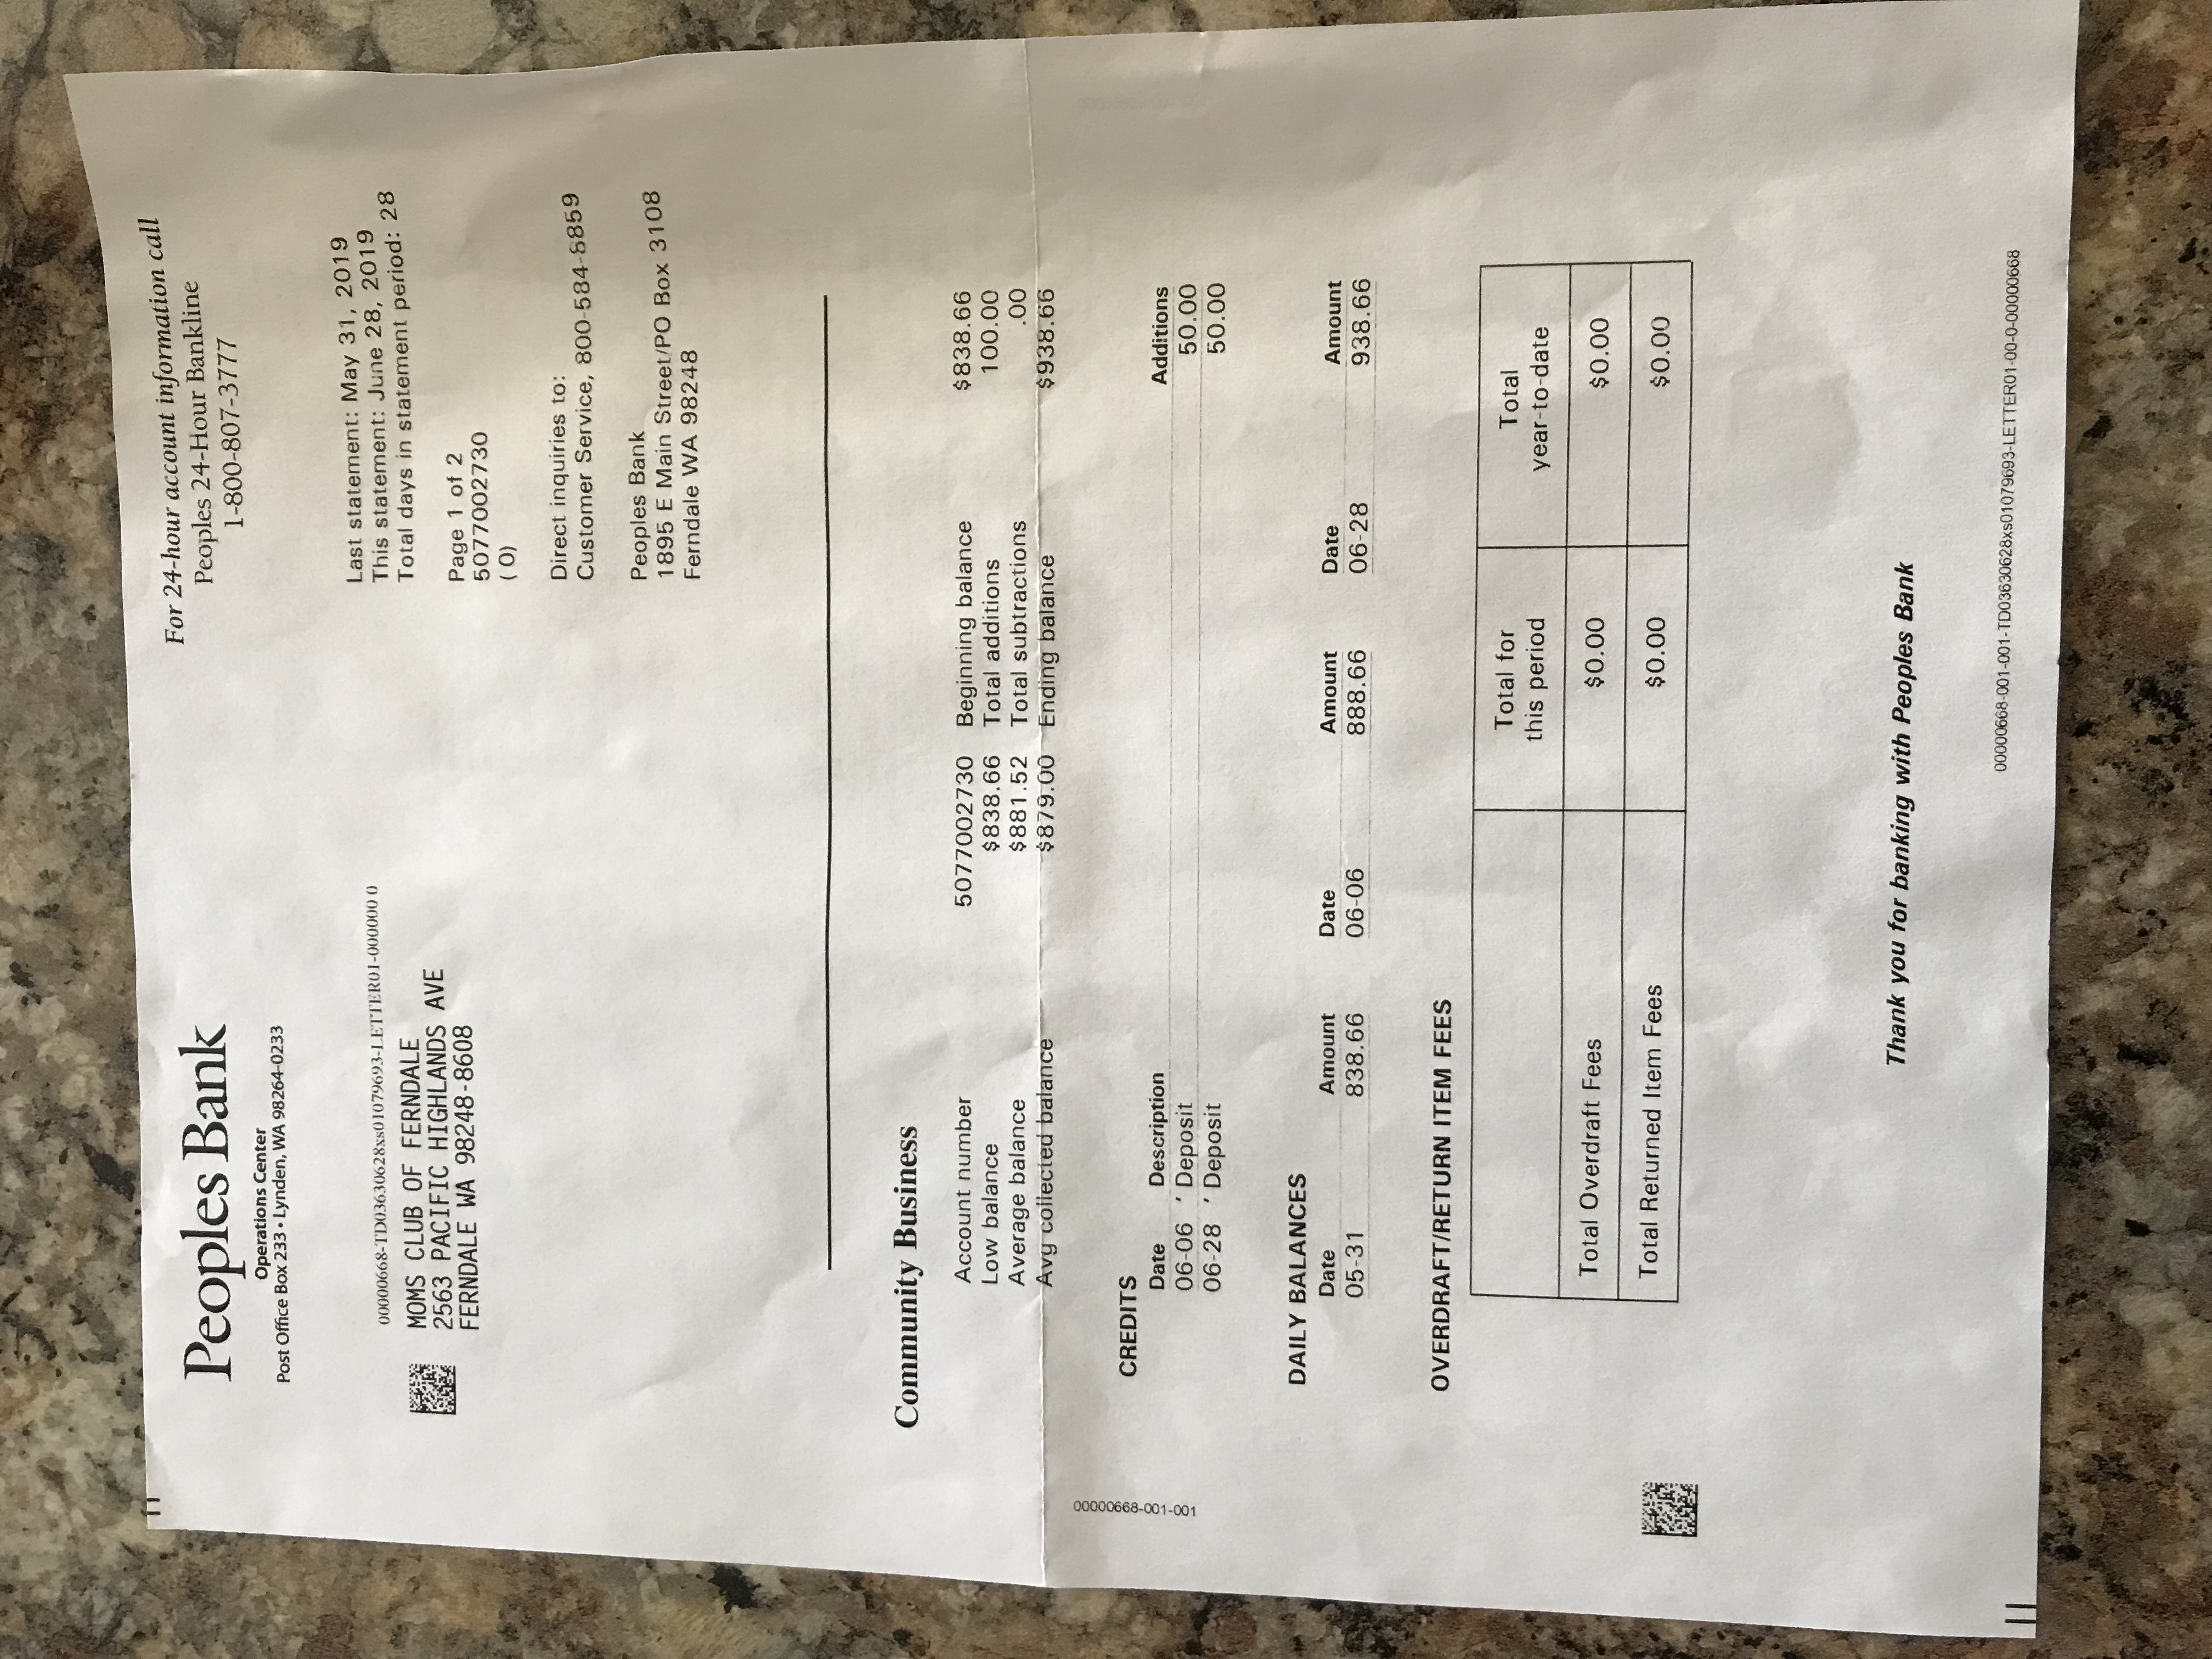 Peoples Bank
Operations Center
Post Office Box 233 • Lynden, WA 98264-0233
For 24-hour account information call
Peoples 24-Hour Bankline
1-800-807-3777
00000668-TD03630628xs01079693-LETTER01-000000 0
MOMS CLUB OF FERNDALE
2563 PACIFIC HIGHLANDS AVE
FERNDALE WA 98248-8608
Last statement: May 31, 2019
This statement: June 28, 2019
Total days in statement period: 28
Page 1 of 2
5077002730
( 0)
Direct inquiries to:
Customer Service, 800-584-8859
Peoples Bank
1895 E Main Street/PO Box 3108
Ferndale WA 98248
Community Business
Account number 5077002730 Beginning balance $838.66
Low balance $838.66 Total additions 100.00
Average balance $881.52 Total subtractions .00
Avg collected balance $879.00 Ending balance $938.66
00000668-001-001
CREDITS
Date Description Additions
06-06 ' Deposit 50.00
06-28 ' Deposit 50.00
DAILY BALANCES
Date Amount Date Amount Date Amount
05-31 838.66 06-06 888.66 06-28 938.66
OVERDRAFT/RETURN ITEM FEES
Total for Total
this period year-to-date
Total Overdraft Fees $0.00 $0.00
Total Returned Item Fees $0.00 $0.00
Thank you for banking with Peoples Bank
00000668-001-001-TD03630628xs01079693-LETTER01-00-0-00000668